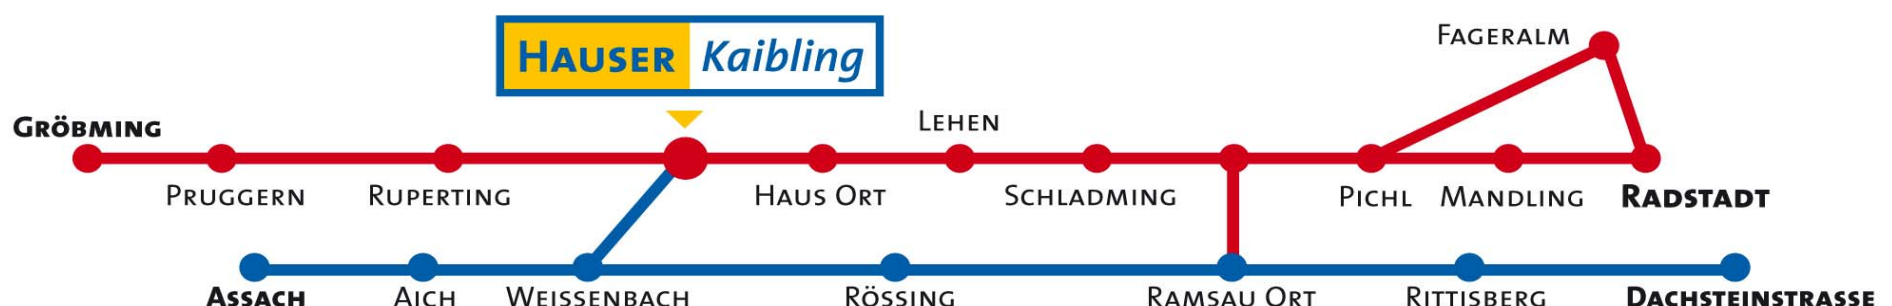 HAUSER Kaibling
FAGERALM
GRÖBMING
LEHEN
PRUGGERN
RUPERTING
HAUS ORT
SCHLADMING
PICHL
MANDLING
RADSTADT
ASSACH
AICH
WEISSENBACH
RÖSSING
RAMSAU ORT
RITTISBERG
DACHSTEINSTRASSE